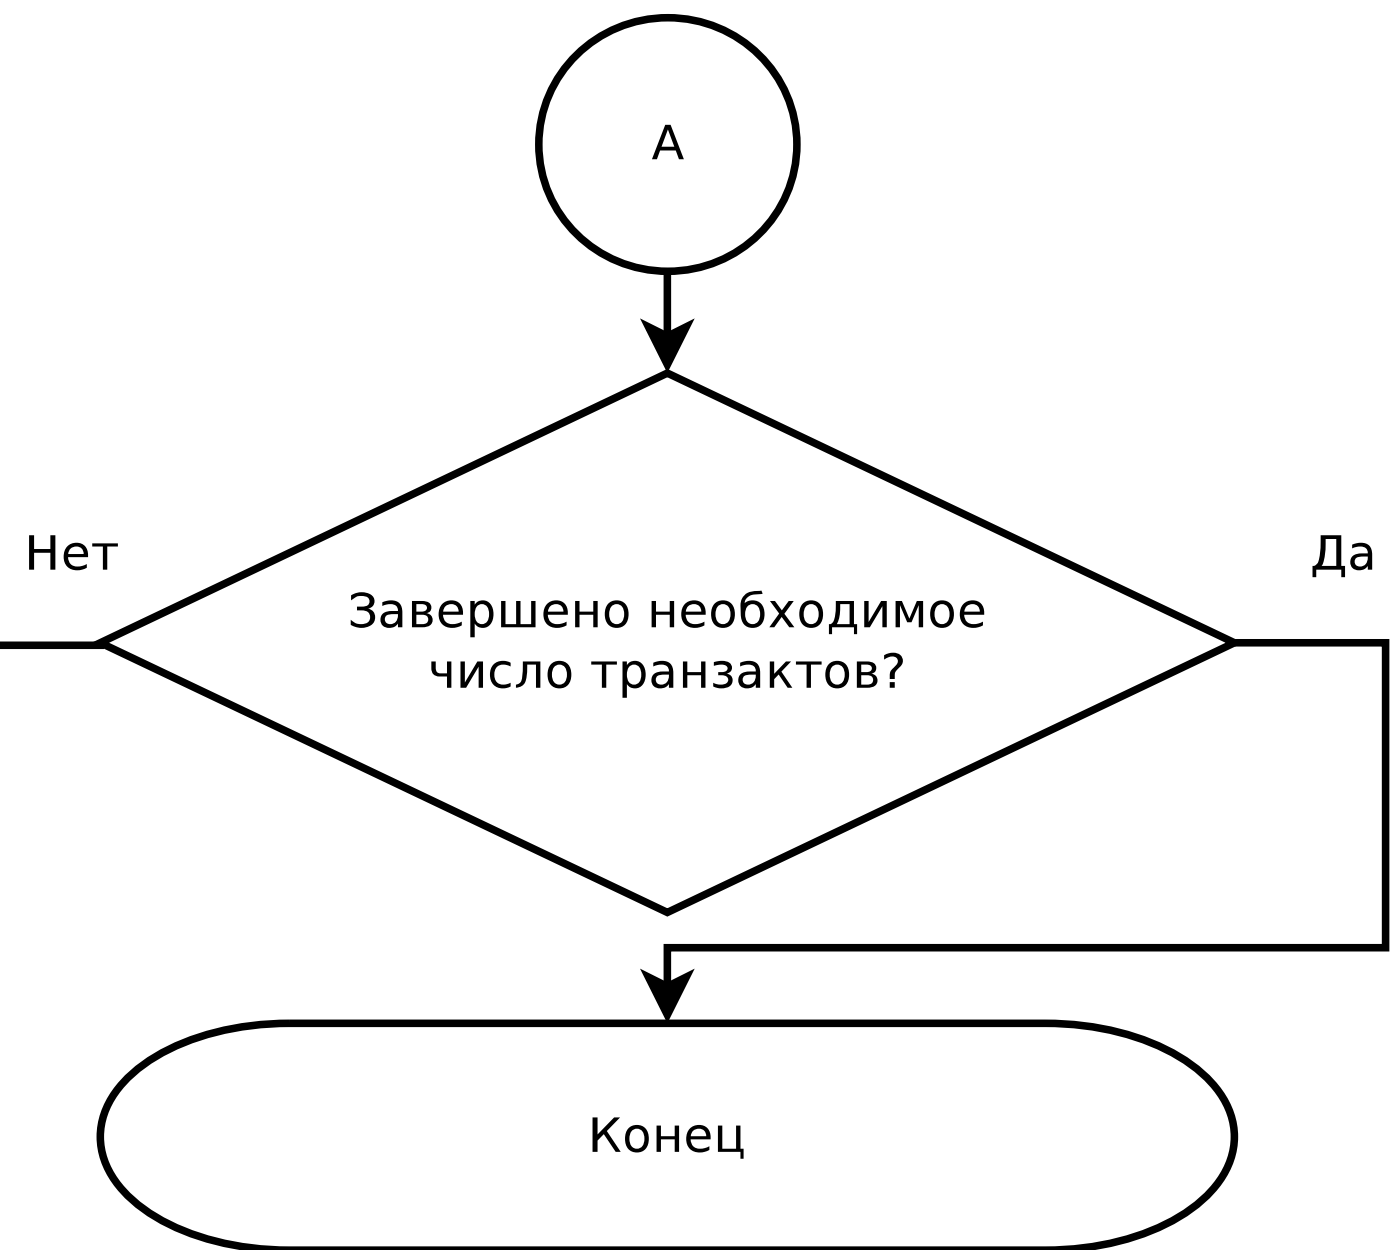 А
Нет
Да
Завершено необходимое
число транзактов?
Конец